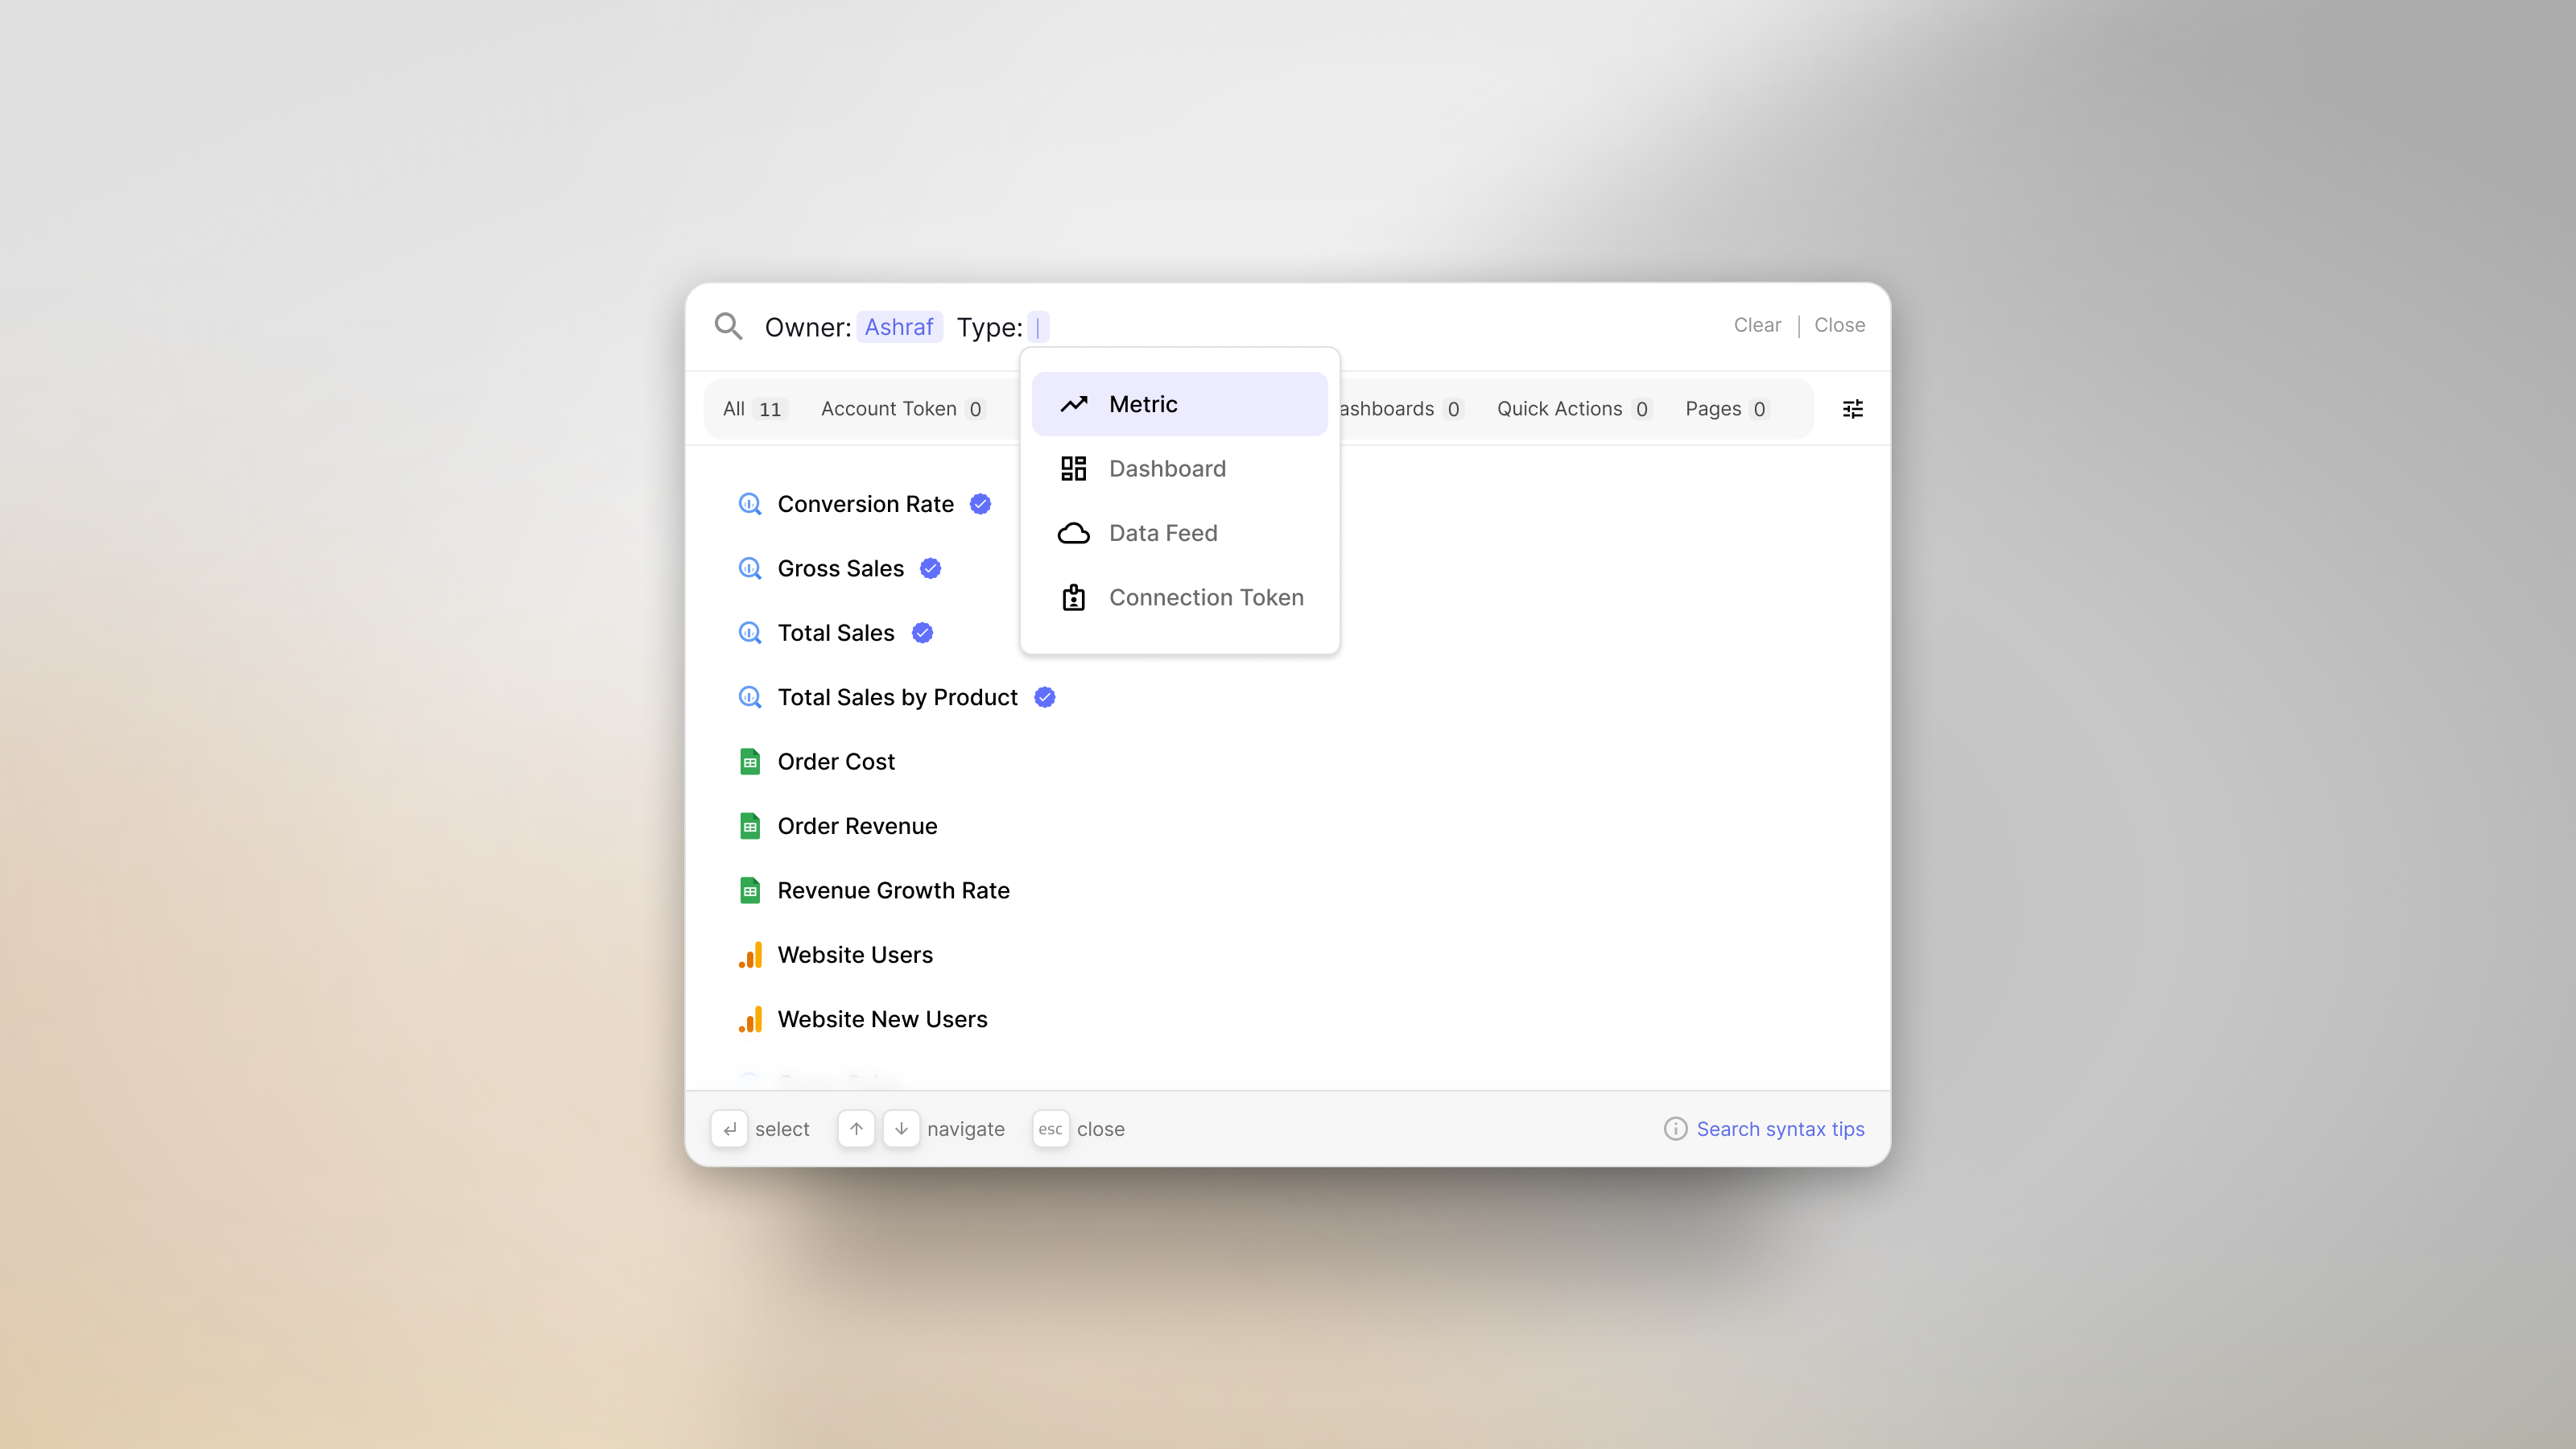 Owner: Ashraf Type:
Clear | Close
All 11 Account Token 0 ashboards 0 Quick Actions 0 Pages 0
Metric
Dashboard
Data Feed
Connection Token
Conversion Rate
Gross Sales
Total Sales
Total Sales by Product
Order Cost
Order Revenue
Revenue Growth Rate
Website Users
Website New Users
select navigate esc close
Search syntax tips